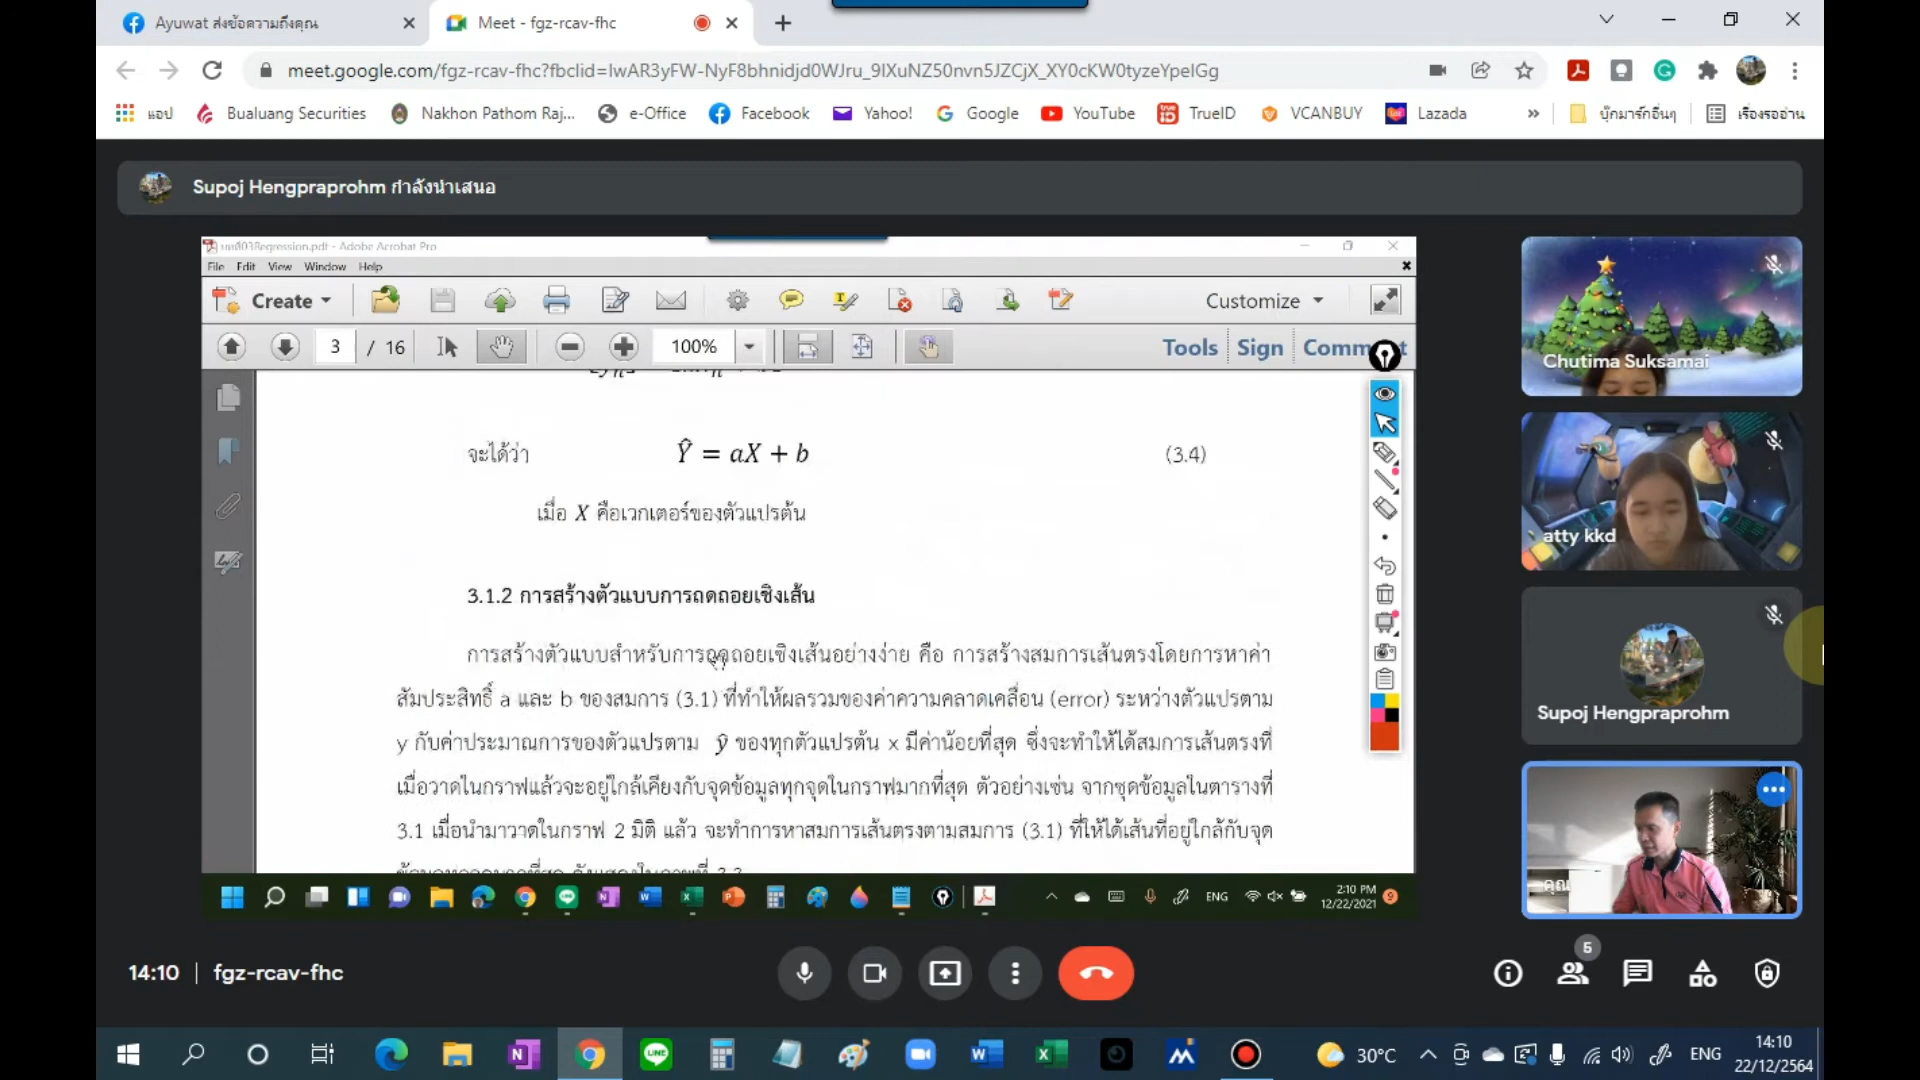 Ayuwat ส่งข้อความถึงคุณ
Meet - fgz-rcav-fhc
meet.google.com/fgz-rcav-fhc?fbclid=IwAR3yFW-NyF8bhnidjd0WJru_9IXuNZ50nvn5JZCjX_XY0cKW0tyzeYpeIGg
แอป Bualuang Securities Nakhon Pathom Raj... e-Office Facebook Yahoo! Google YouTube TrueID VCANBUY Lazada » บุ๊กมาร์กอื่นๆ เรื่องรออ่าน
Supoj Hengpraprohm กำลังนำเสนอ
บทที่03Regression.pdf - Adobe Acrobat Pro
File Edit View Window Help
Create Customize
3 / 16 100% Tools Sign
จะได้ว่า Ŷ = aX + b (3.4)
เมื่อ X คือเวกเตอร์ของตัวแปรต้น
3.1.2 การสร้างตัวแบบการถดถอยเชิงเส้น
การสร้างตัวแบบสำหรับการถดถอยเชิงเส้นอย่างง่าย คือ การสร้างสมการเส้นตรงโดยการหาค่า
สัมประสิทธิ์ a และ b ของสมการ (3.1) ที่ทำให้ผลรวมของค่าความคลาดเคลื่อน (error) ระหว่างตัวแปรตาม
y กับค่าประมาณการของตัวแปรตาม ŷ ของทุกตัวแปรต้น x มีค่าน้อยที่สุด ซึ่งจะทำให้ได้สมการเส้นตรงที่
เมื่อวาดในกราฟแล้วจะอยู่ใกล้เคียงกับจุดข้อมูลทุกจุดในกราฟมากที่สุด ตัวอย่างเช่น จากชุดข้อมูลในตารางที่
3.1 เมื่อนำมาวาดในกราฟ 2 มิติ แล้ว จะทำการหาสมการเส้นตรงตามสมการ (3.1) ที่ให้ได้เส้นที่อยู่ใกล้กับจุด
ENG 2:10 PM
12/22/2021 9
Chutima Suksamai
atty kkd
Supoj Hengpraprohm
คุณ
14:10 | fgz-rcav-fhc
5
30°C ENG 14:10
22/12/2564